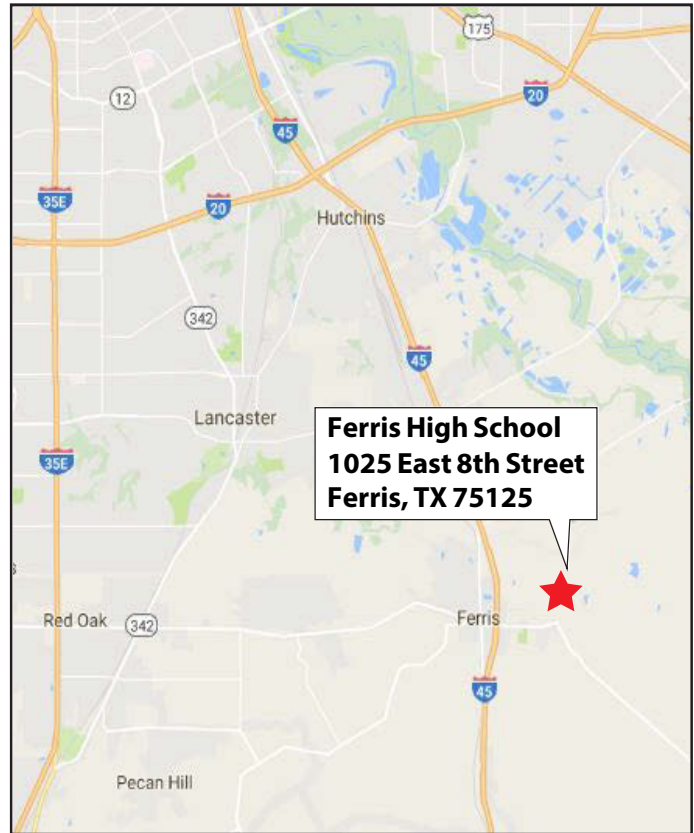 175
12
20
45
35E
20
Hutchins
342
45
Lancaster
Ferris High School
1025 East 8th Street
Ferris, TX 75125
35E
Red Oak
342
Ferris
45
Pecan Hill